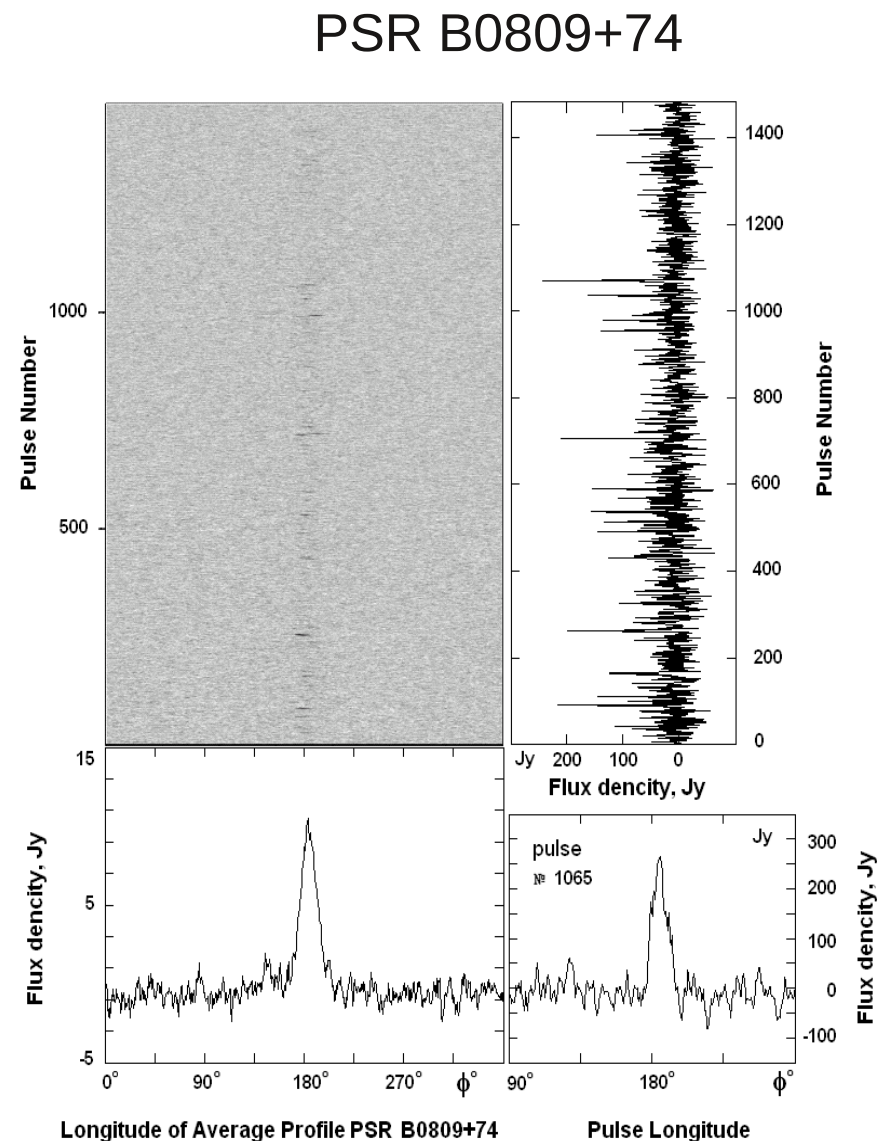 PSR B0809+74
1400
1200
1000
1000
800
Pulse Number
Pulse Number
600
500
400
200
0
15
Jy 200 100 0
Flux dencity, Jy
5
-5
Flux dencity, Jy
0° 90° 180° 270° ϕ°
Longitude of Average Profile PSR B0809+74
pulse
№ 1065
Jy
300
200
100
0
-100
Flux dencity, Jy
90° 180° ϕ°
Pulse Longitude